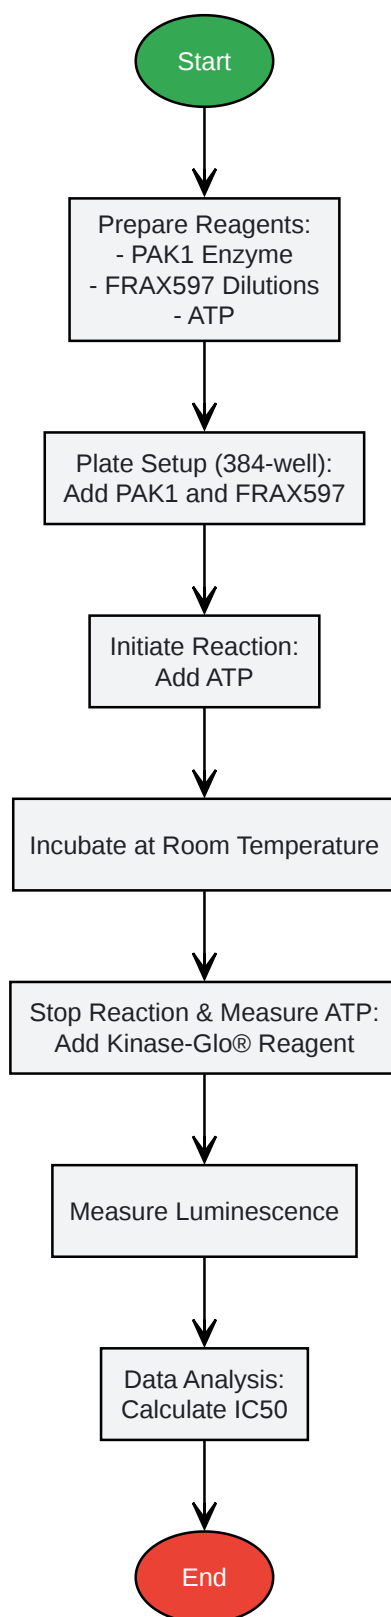 Start
Prepare Reagents:
- PAK1 Enzyme
- FRAX597 Dilutions
- ATP
Plate Setup (384-well):
Add PAK1 and FRAX597
Initiate Reaction:
Add ATP
Incubate at Room Temperature
Stop Reaction & Measure ATP:
Add Kinase-Glo® Reagent
Measure Luminescence
Data Analysis:
Calculate IC50
End